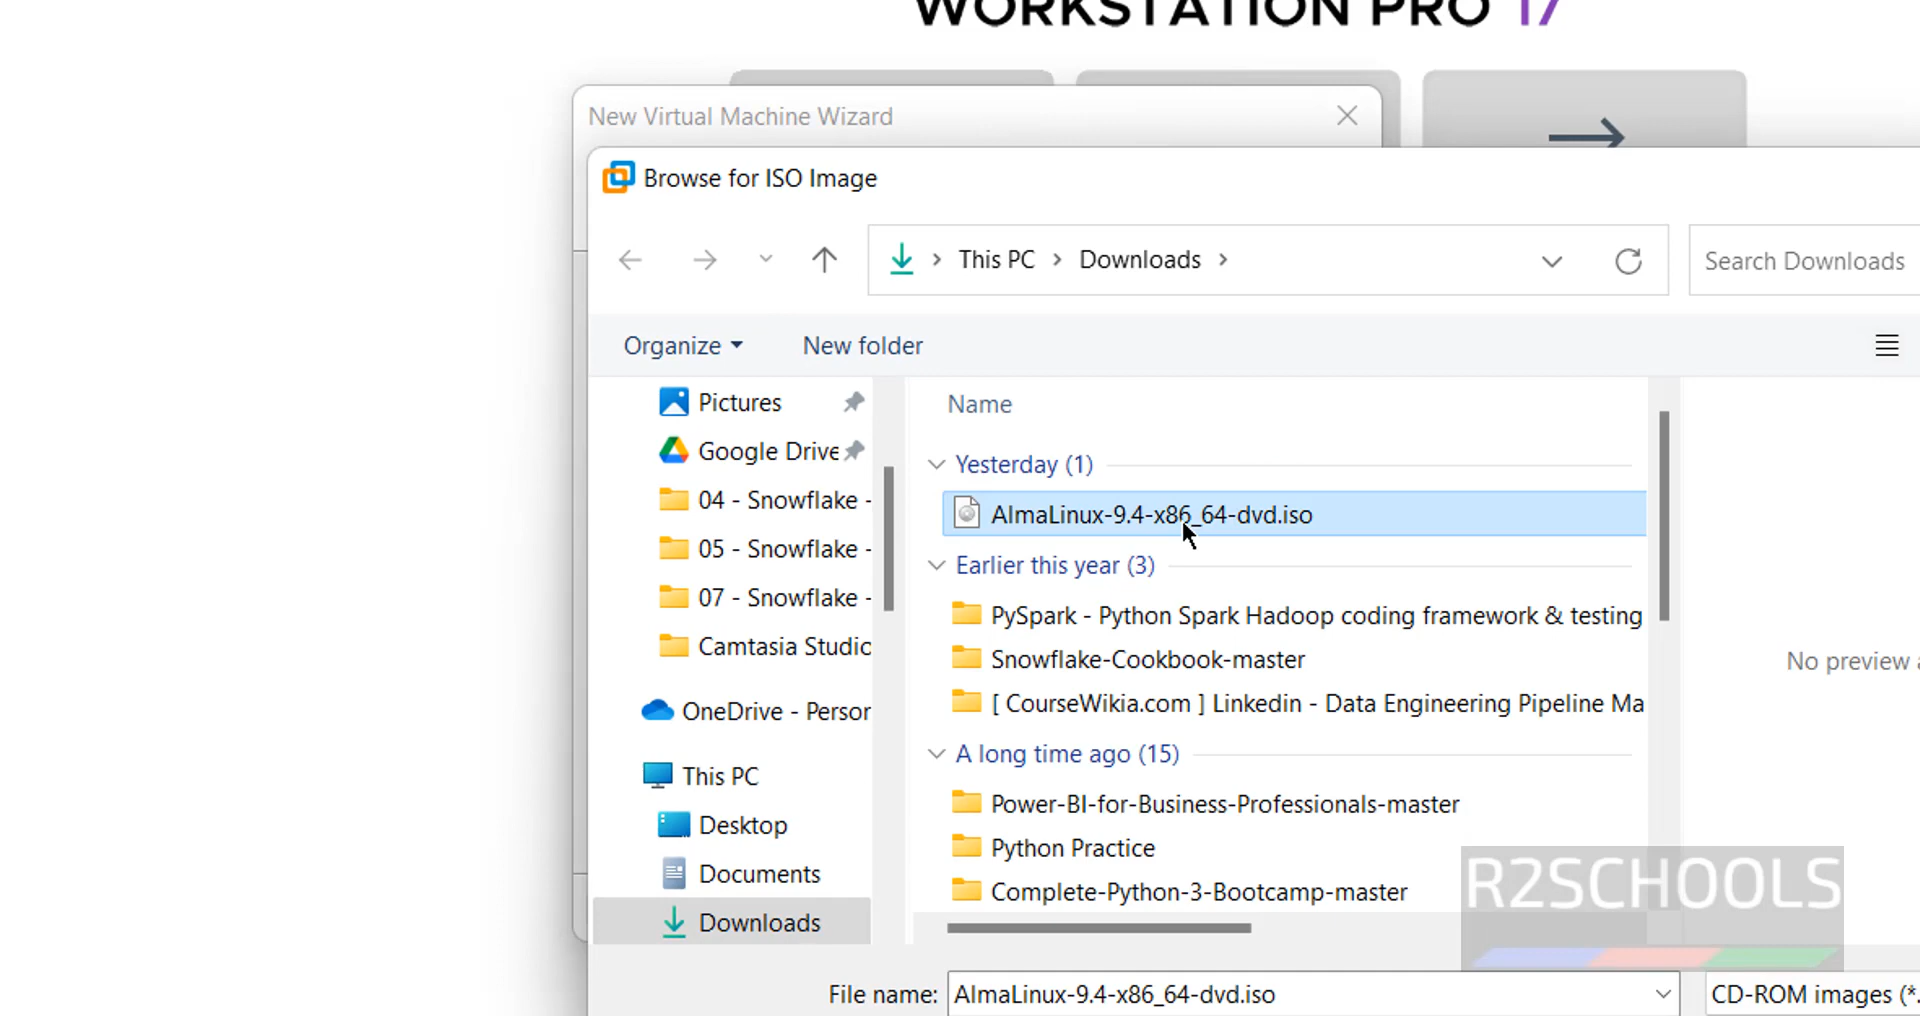 WORKSTATION PRO 17
New Virtual Machine Wizard
Browse for ISO Image
This PC > Downloads >
Search Downloads
Organize
New folder
Pictures
Google Drive
04 - Snowflake -
05 - Snowflake -
07 - Snowflake -
Camtasia Studio
OneDrive - Person
This PC
Desktop
Documents
Downloads
Name
Yesterday (1)
AlmaLinux-9.4-x86_64-dvd.iso
Earlier this year (3)
PySpark - Python Spark Hadoop coding framework & testing
Snowflake-Cookbook-master
[ CourseWikia.com ] Linkedin - Data Engineering Pipeline Ma
A long time ago (15)
Power-BI-for-Business-Professionals-master
Python Practice
Complete-Python-3-Bootcamp-master
No preview a
R2SCHOOLS
File name: AlmaLinux-9.4-x86_64-dvd.iso
CD-ROM images (*.